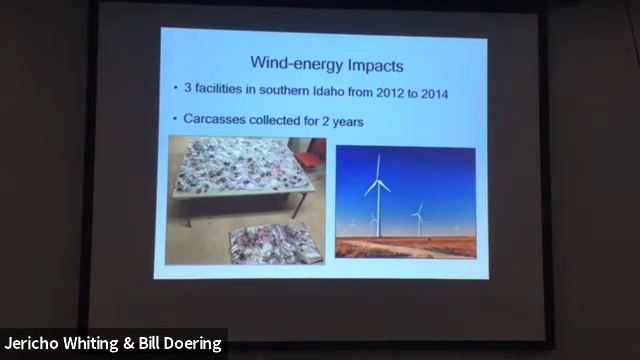 Wind-energy Impacts
• 3 facilities in southern Idaho from 2012 to 2014
• Carcasses collected for 2 years
Jericho Whiting & Bill Doering